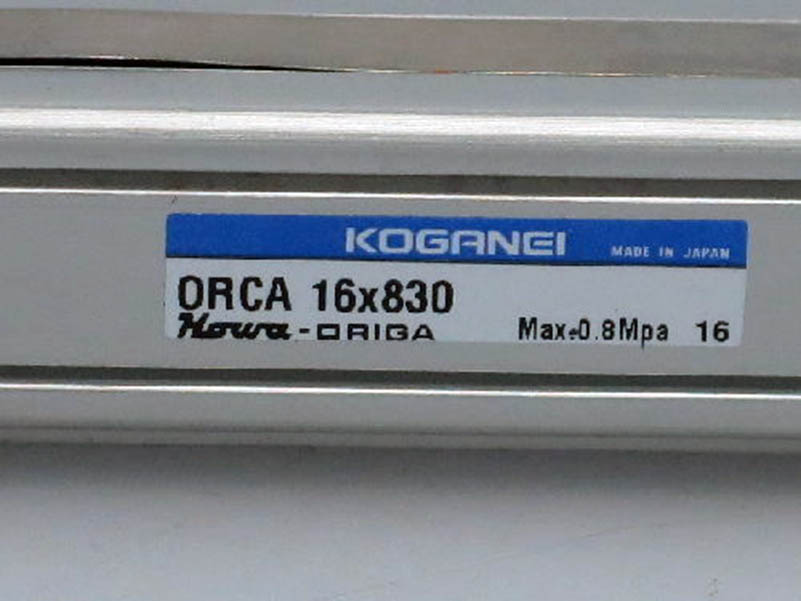 KOGANEI MADE IN JAPAN
ORCA 16x830
Howa-ORIGA Max.0.8Mpa 16